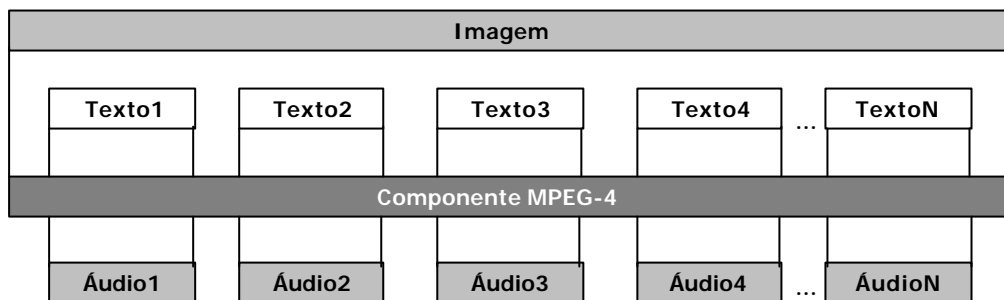 Imagem
Texto1 Texto2 Texto3 Texto4 ... TextoN
Componente MPEG-4
Áudio1 Áudio2 Áudio3 Áudio4 ... ÁudioN